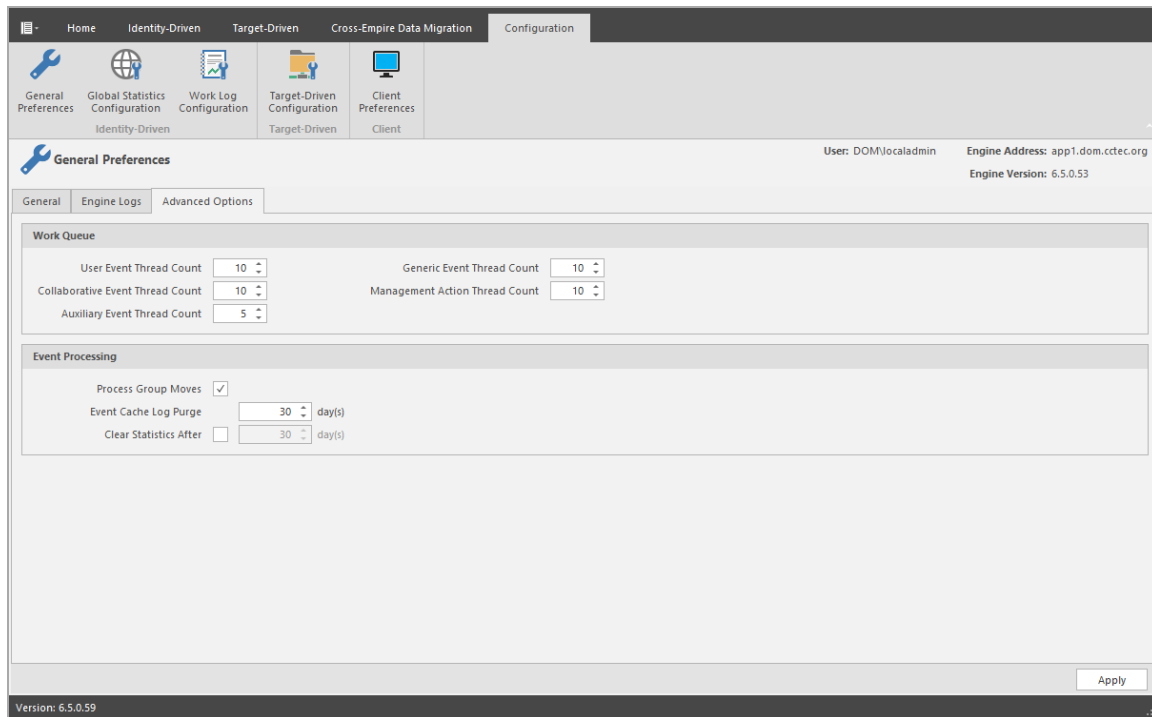 Home Identity-Driven Target-Driven Cross-Empire Data Migration Configuration
General Preferences
Global Statistics Configuration
Work Log Configuration
Target-Driven Configuration
Client Preferences
Identity-Driven Target-Driven Client
General Preferences
User: DOM\localadmin Engine Address: app1.dom.cctec.org
Engine Version: 6.5.0.53
General Engine Logs Advanced Options
Work Queue
User Event Thread Count 10 Generic Event Thread Count 10
Collaborative Event Thread Count 10 Management Action Thread Count 10
Auxiliary Event Thread Count 5
Event Processing
Process Group Moves
Event Cache Log Purge 30 day(s)
Clear Statistics After 30 day(s)
Apply
Version: 6.5.0.59